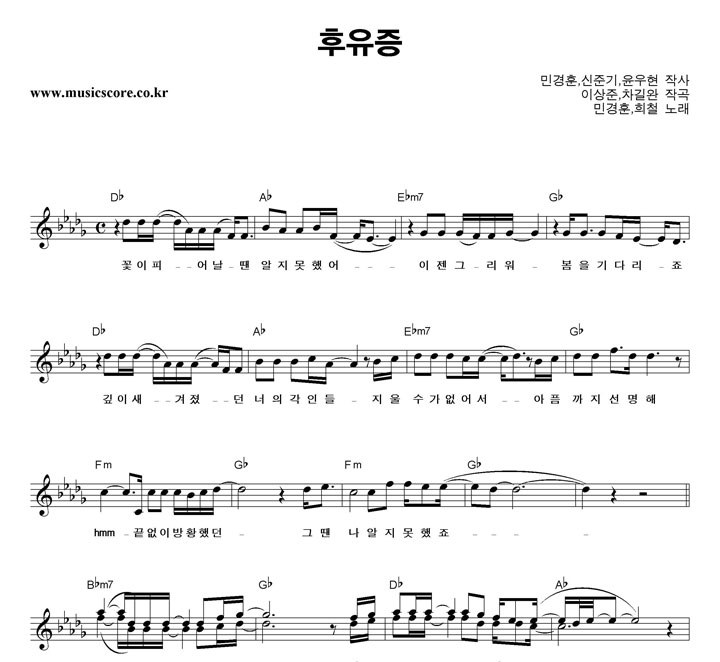 후유증
민경훈,신준기,윤우현 작사
www.musicscore.co.kr
이상준,차길완 작곡
민경훈,희철 노래
D♭ A♭ E♭m7 G♭
꽃이피 _ _ 어날 _ 땐 알지못했어 _ _ _ 이젠그 _ 리워 _ 봄을기다리 _ _ 죠
D♭ A♭ E♭m7 G♭
깊이새 _ _ 겨졌 _ _ 던 너의각인들 _ 지울 수가없어서 _ _ 아픔 까지선명해
Fm G♭ Fm G♭
hmm _ 끝없이방황했던 _ _ 그땐 나알지못했죠 _ _ _ _ _
B♭m7 G♭ D♭ A♭